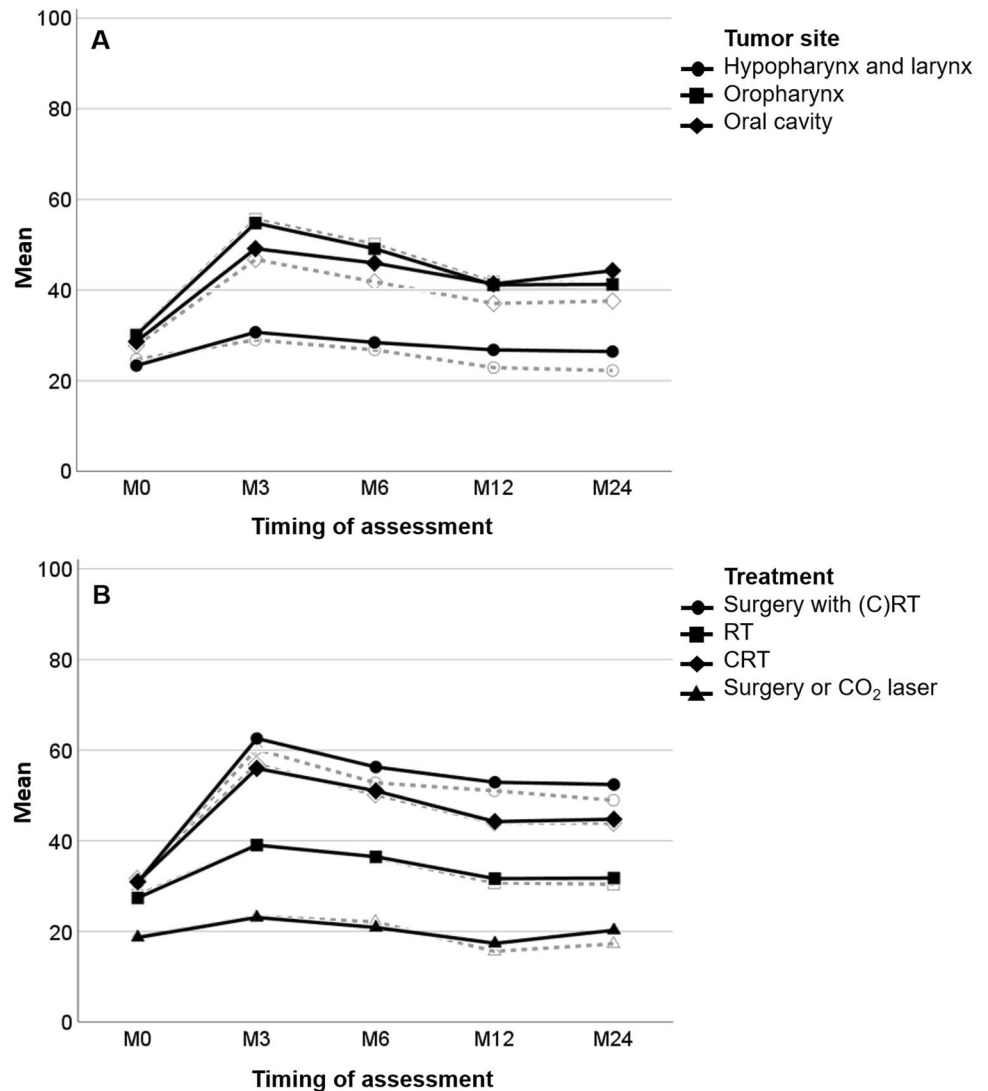 A
100
80
60
40
20
0
Mean
M0 M3 M6 M12 M24
Timing of assessment
Tumor site
Hypopharynx and larynx
Oropharynx
Oral cavity
B
100
80
60
40
20
0
Mean
M0 M3 M6 M12 M24
Timing of assessment
Treatment
Surgery with (C)RT
RT
CRT
Surgery or CO₂ laser